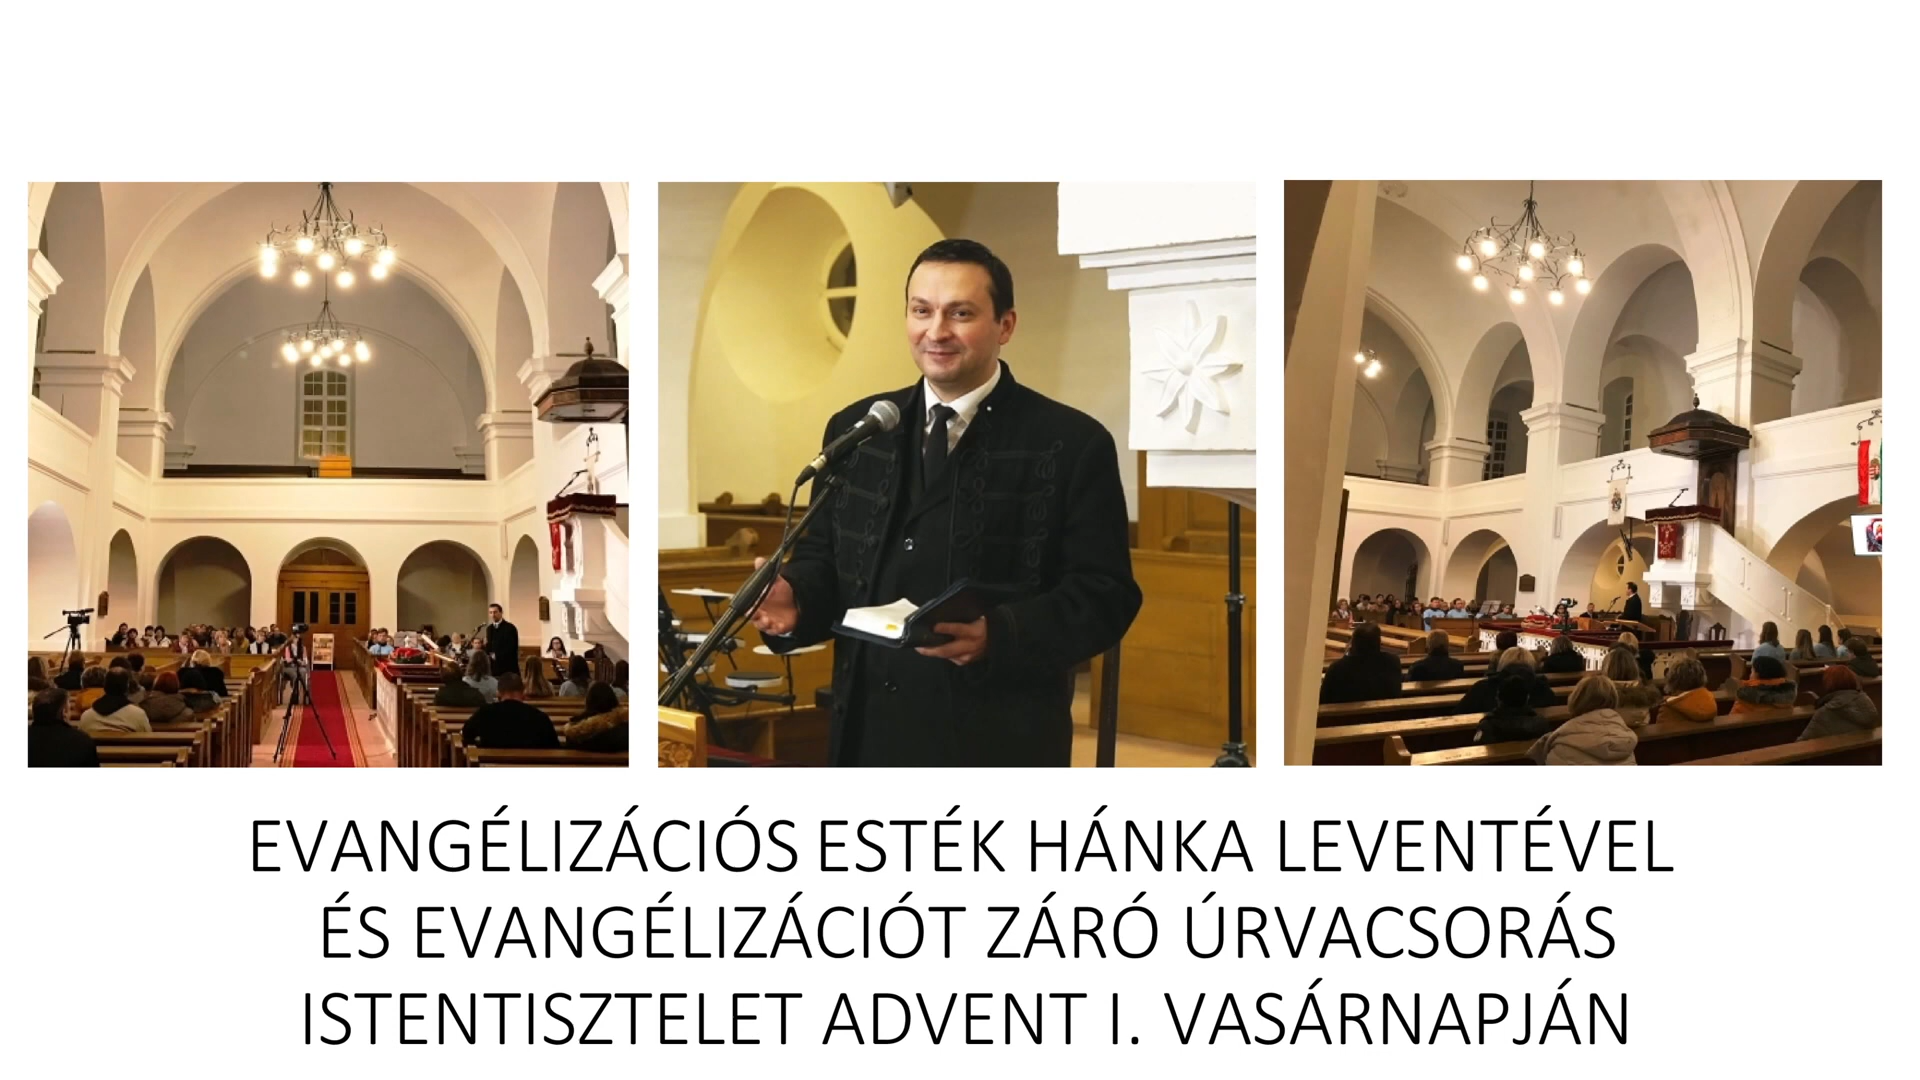 EVANGÉLIZÁCIÓS ESTÉK HÁNKA LEVENTÉVEL
ÉS EVANGÉLIZÁCIÓT ZÁRÓ ÚRVACSORÁS
ISTENTISZTELET ADVENT I. VASÁRNAPJÁN